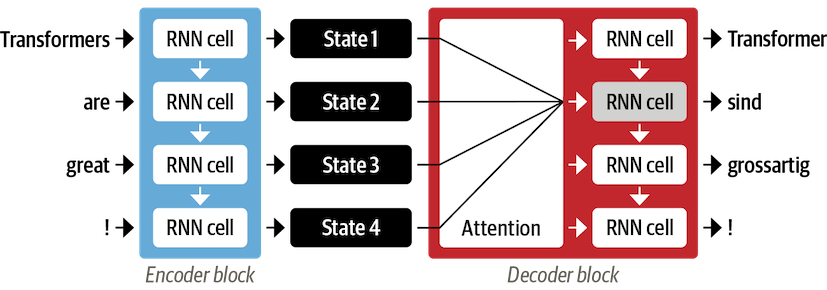 Transformers RNN cell State 1 RNN cell Transformer
are RNN cell State 2 RNN cell sind
great RNN cell State 3 RNN cell grossartig
! RNN cell State 4 Attention RNN cell !
Encoder block Decoder block